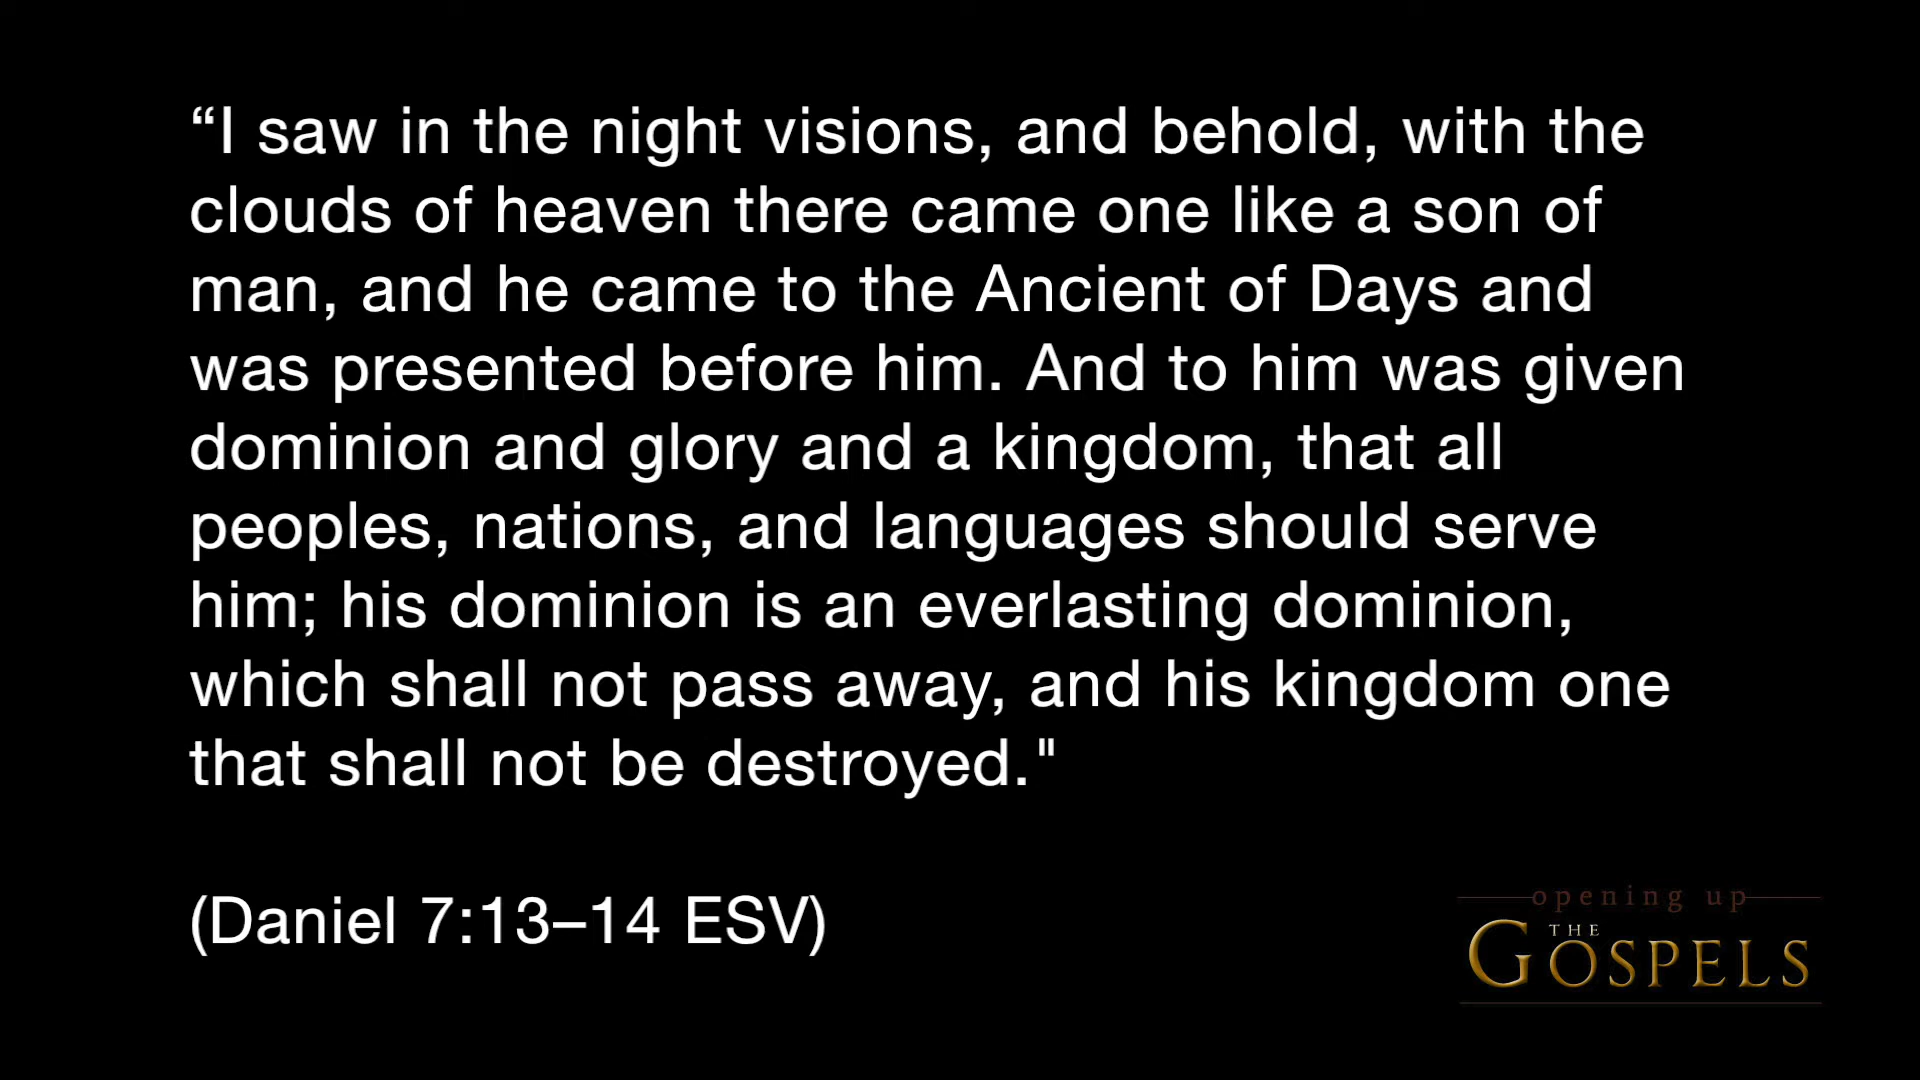 “I saw in the night visions, and behold, with the
clouds of heaven there came one like a son of
man, and he came to the Ancient of Days and
was presented before him. And to him was given
dominion and glory and a kingdom, that all
peoples, nations, and languages should serve
him; his dominion is an everlasting dominion,
which shall not pass away, and his kingdom one
that shall not be destroyed."
(Daniel 7:13–14 ESV)
opening up
THE
GOSPELS